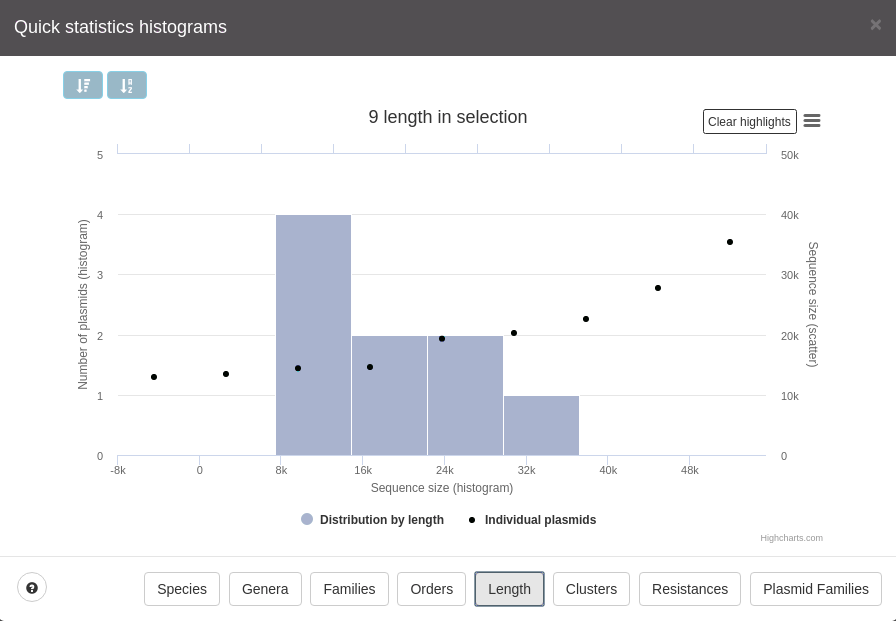 Quick statistics histograms
×
9 length in selection
Clear highlights
5
4
3
2
1
0
50k
40k
30k
20k
10k
0
Number of plasmids (histogram)
Sequence size (scatter)
-8k 0 8k 16k 24k 32k 40k 48k
Sequence size (histogram)
Distribution by length Individual plasmids
Highcharts.com
? Species Genera Families Orders Length Clusters Resistances Plasmid Families